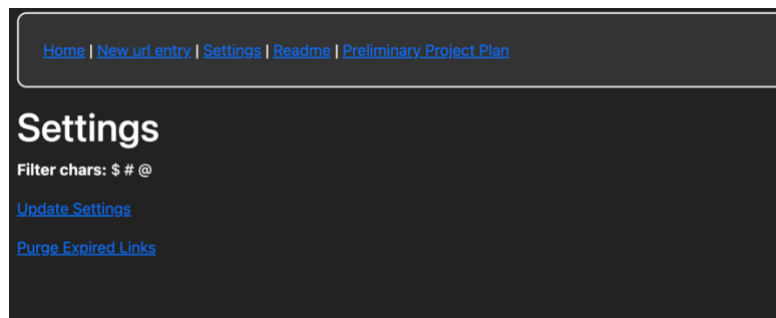 Home | New url entry | Settings | Readme | Preliminary Project Plan
Settings
Filter chars: $ # @
Update Settings
Purge Expired Links